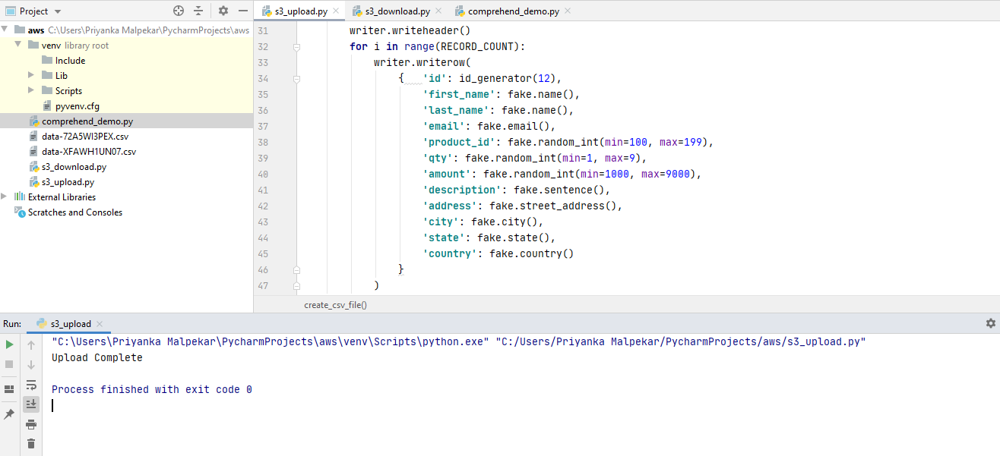 Project
s3_upload.py
s3_download.py
comprehend_demo.py
aws C:\Users\Priyanka Malpekar\PycharmProjects\aws
venv library root
Include
Lib
Scripts
pyvenv.cfg
comprehend_demo.py
data-72A5WI3PEX.csv
data-XFAWH1UN07.csv
s3_download.py
s3_upload.py
External Libraries
Scratches and Consoles
31 writer.writeheader()
32 for i in range(RECORD_COUNT):
33 writer.writerow(
34 { 'id': id_generator(12),
35 'first_name': fake.name(),
36 'last_name': fake.name(),
37 'email': fake.email(),
38 'product_id': fake.random_int(min=100, max=199),
39 'qty': fake.random_int(min=1, max=9),
40 'amount': fake.random_int(min=1000, max=9000),
41 'description': fake.sentence(),
42 'address': fake.street_address(),
43 'city': fake.city(),
44 'state': fake.state(),
45 'country': fake.country()
46 }
47 )
create_csv_file()
Run: s3_upload
"C:\Users\Priyanka Malpekar\PycharmProjects\aws\venv\Scripts\python.exe" "C:/Users/Priyanka Malpekar/PycharmProjects/aws/s3_upload.py"
Upload Complete
Process finished with exit code 0